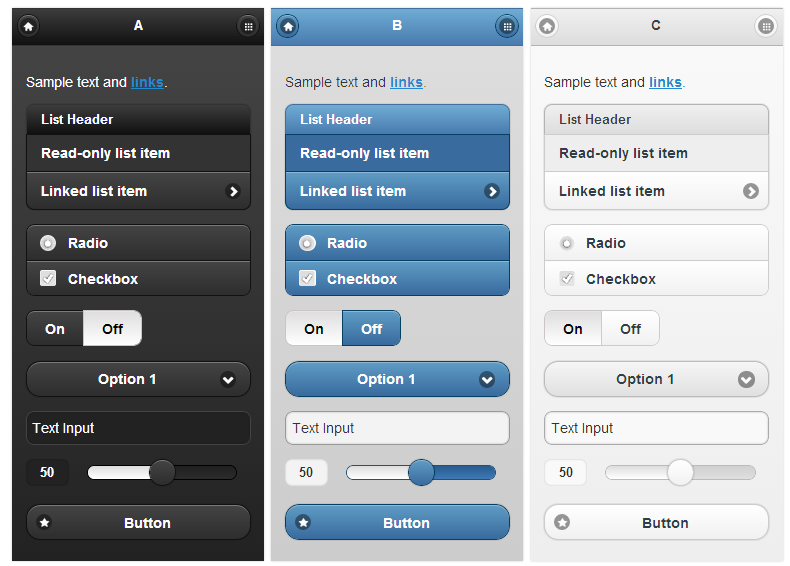 A
Sample text and links.
List Header
Read-only list item
Linked list item
Radio
Checkbox
On Off
Option 1
Text Input
50
Button
B
Sample text and links.
List Header
Read-only list item
Linked list item
Radio
Checkbox
On Off
Option 1
Text Input
50
Button
C
Sample text and links.
List Header
Read-only list item
Linked list item
Radio
Checkbox
On Off
Option 1
Text Input
50
Button